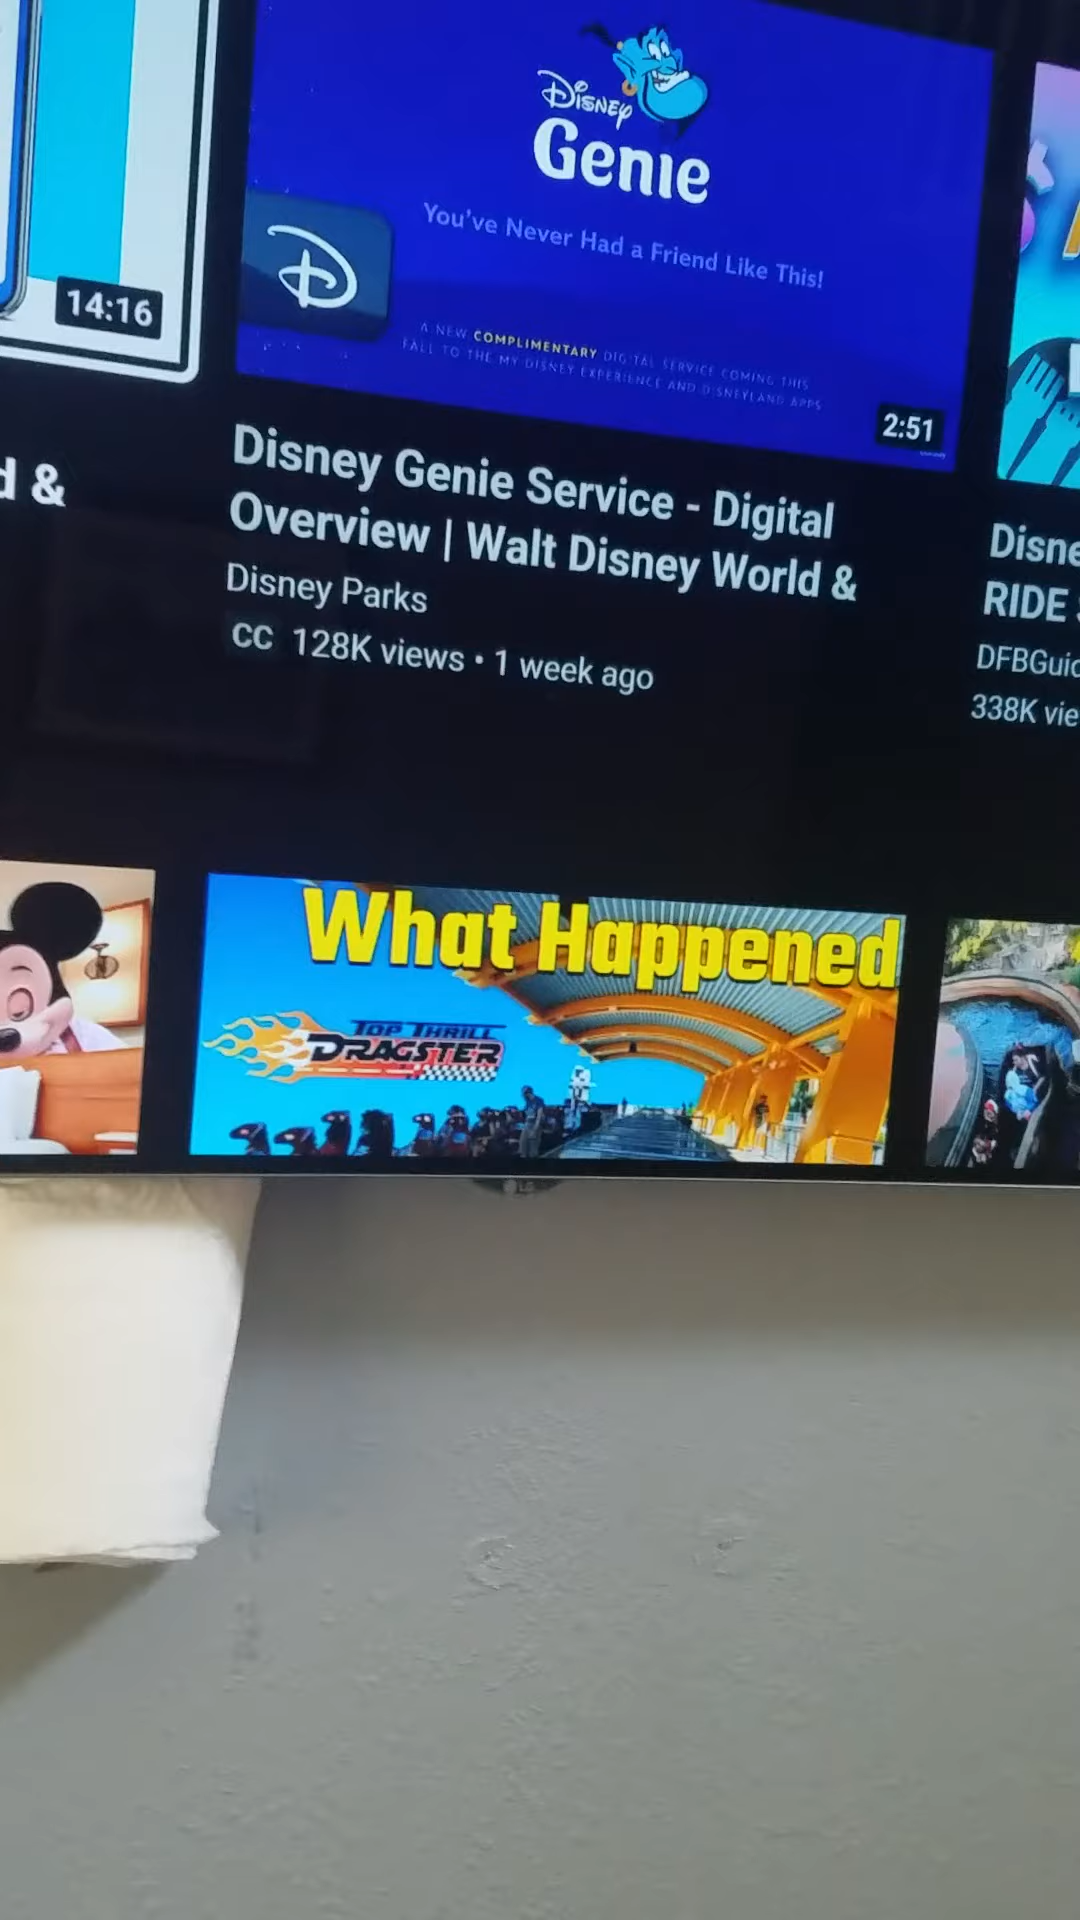 14:16
d &
Disney
Genie
You've Never Had a Friend Like This!
A NEW COMPLIMENTARY DIGITAL SERVICE COMING THIS
FALL TO THE MY DISNEY EXPERIENCE AND DISNEYLAND APPS
D
2:51
Disney Genie Service - Digital
Overview | Walt Disney World &
Disney Parks
CC 128K views • 1 week ago
Disne
RIDE
DFBGuid
338K vie
What Happened
TOP THRILL
DRAGSTER